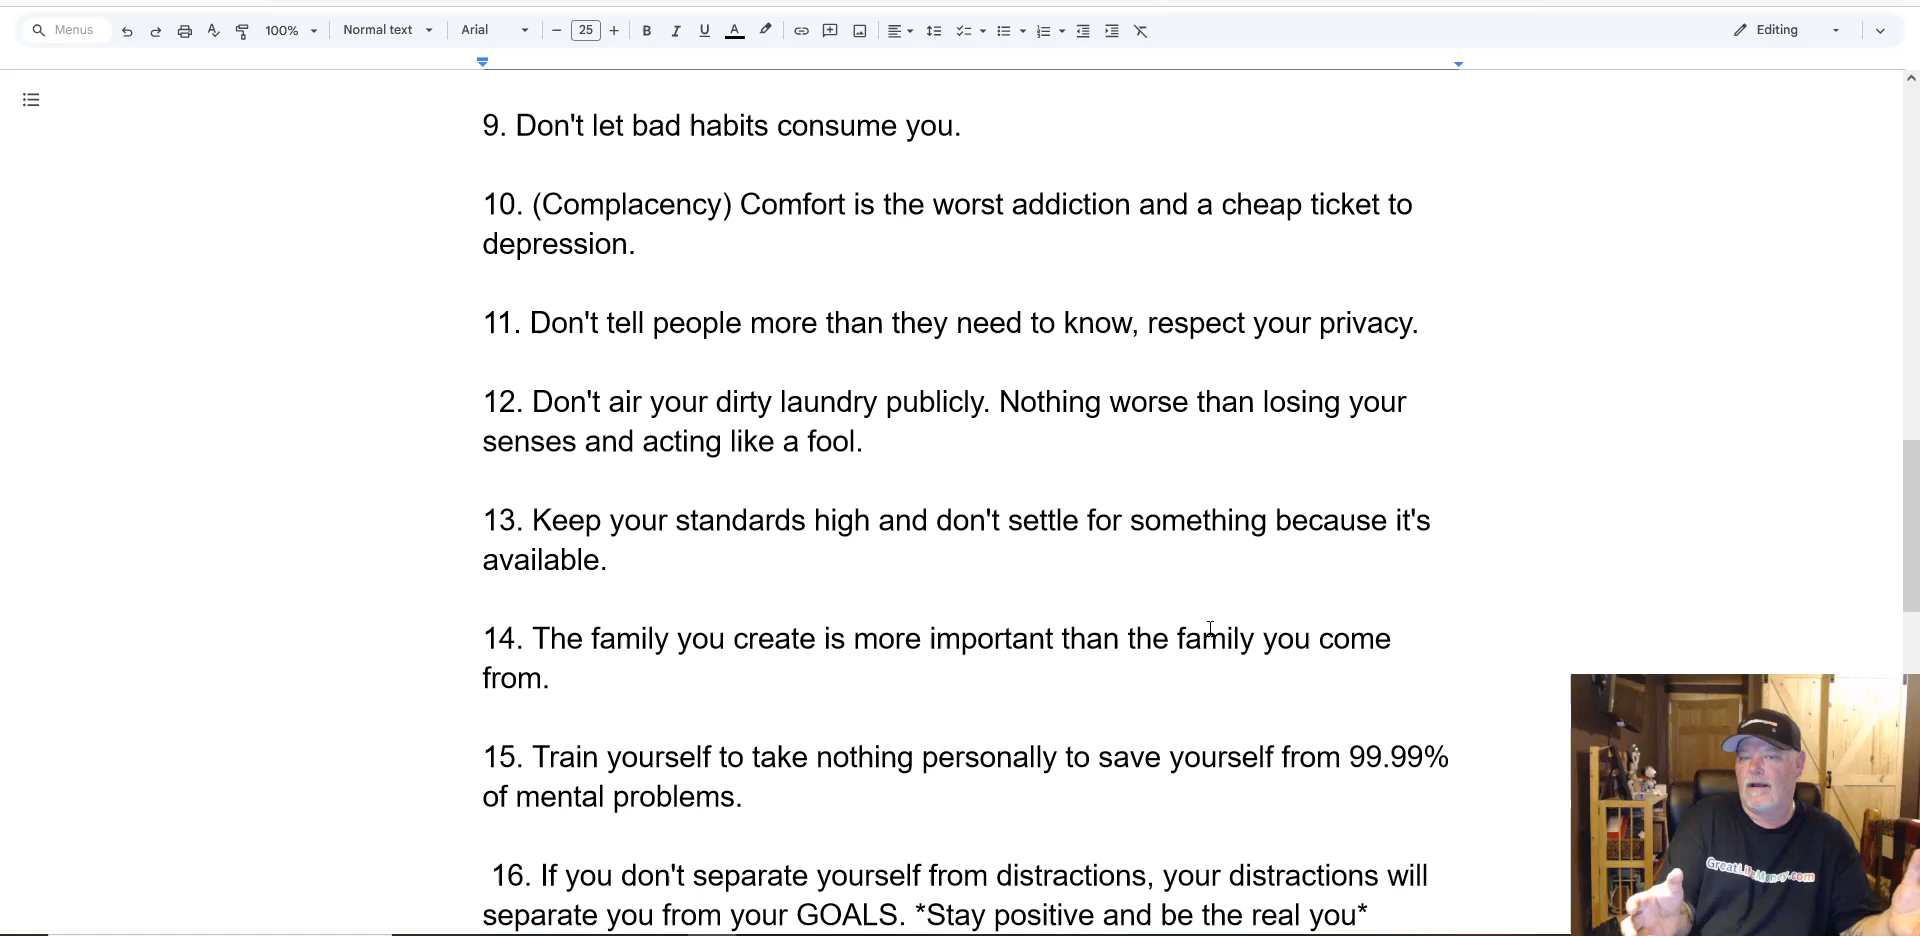 Menus 100% Normal text Arial 25 B I U A Editing
9. Don't let bad habits consume you.
10. (Complacency) Comfort is the worst addiction and a cheap ticket to
depression.
11. Don't tell people more than they need to know, respect your privacy.
12. Don't air your dirty laundry publicly. Nothing worse than losing your
senses and acting like a fool.
13. Keep your standards high and don't settle for something because it's
available.
14. The family you create is more important than the family you come
from.
15. Train yourself to take nothing personally to save yourself from 99.99%
of mental problems.
16. If you don't separate yourself from distractions, your distractions will
separate you from your GOALS. *Stay positive and be the real you*
GreatLifeMoney.com